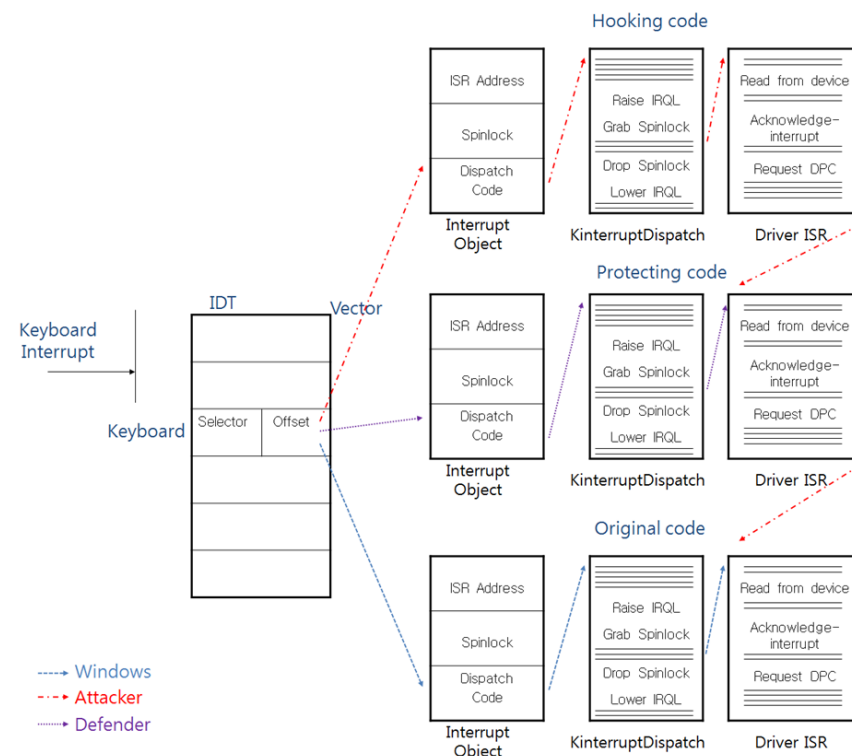 Hooking code
ISR Address
Spinlock
Dispatch
Code
Interrupt
Object
Raise IRQL
Grab Spinlock
Drop Spinlock
Lower IRQL
KinterruptDispatch
Read from device
Acknowledge-
interrupt
Request DPC
Driver ISR
Keyboard
Interrupt
IDT
Vector
Keyboard
Selector
Offset
Protecting code
ISR Address
Spinlock
Dispatch
Code
Interrupt
Object
Raise IRQL
Grab Spinlock
Drop Spinlock
Lower IRQL
KinterruptDispatch
Read from device
Acknowledge-
interrupt
Request DPC
Driver ISR
Original code
ISR Address
Spinlock
Dispatch
Code
Interrupt
Object
Raise IRQL
Grab Spinlock
Drop Spinlock
Lower IRQL
KinterruptDispatch
Read from device
Acknowledge-
interrupt
Request DPC
Driver ISR
Windows
Attacker
Defender